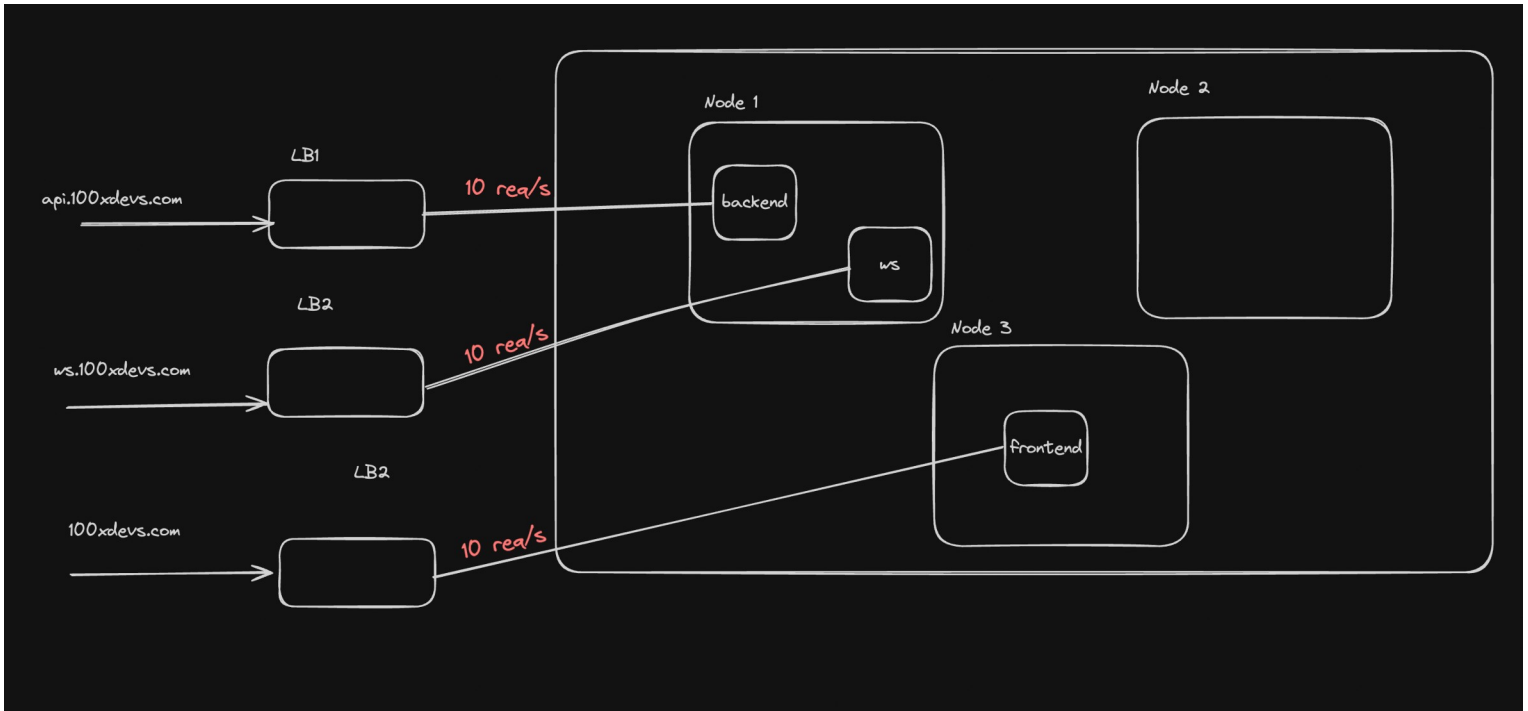 Node 2
Node 1
LB1
api.100xdevs.com
10 req/s
backend
ws
LB2
10 req/s
Node 3
ws.100xdevs.com
frontend
LB2
100xdevs.com
10 req/s